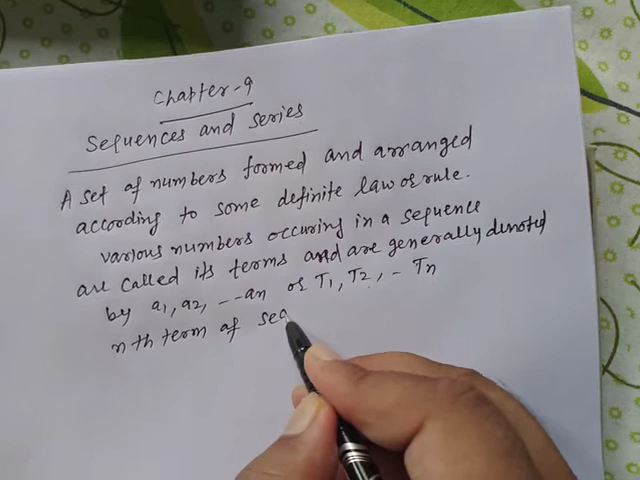 Chapter-9
Sequences and series
A set of numbers formed and arranged
according to some definite law or rule.
various numbers occuring in a sequence
are called its terms and are generally denoted
by a1, a2, -- an or T1, T2, - Tn
nth term of seq